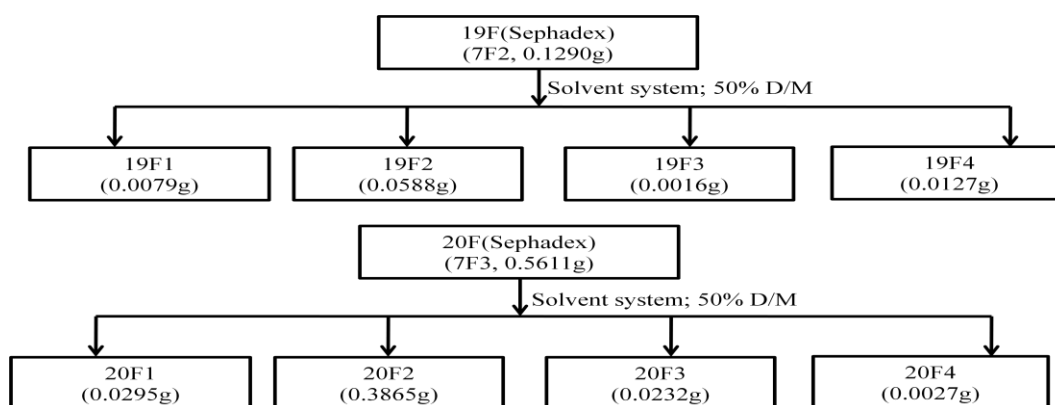 19F(Sephadex)
(7F2, 0.1290g)
Solvent system; 50% D/M
19F1
(0.0079g)
19F2
(0.0588g)
19F3
(0.0016g)
19F4
(0.0127g)
20F(Sephadex)
(7F3, 0.5611g)
Solvent system; 50% D/M
20F1
(0.0295g)
20F2
(0.3865g)
20F3
(0.0232g)
20F4
(0.0027g)